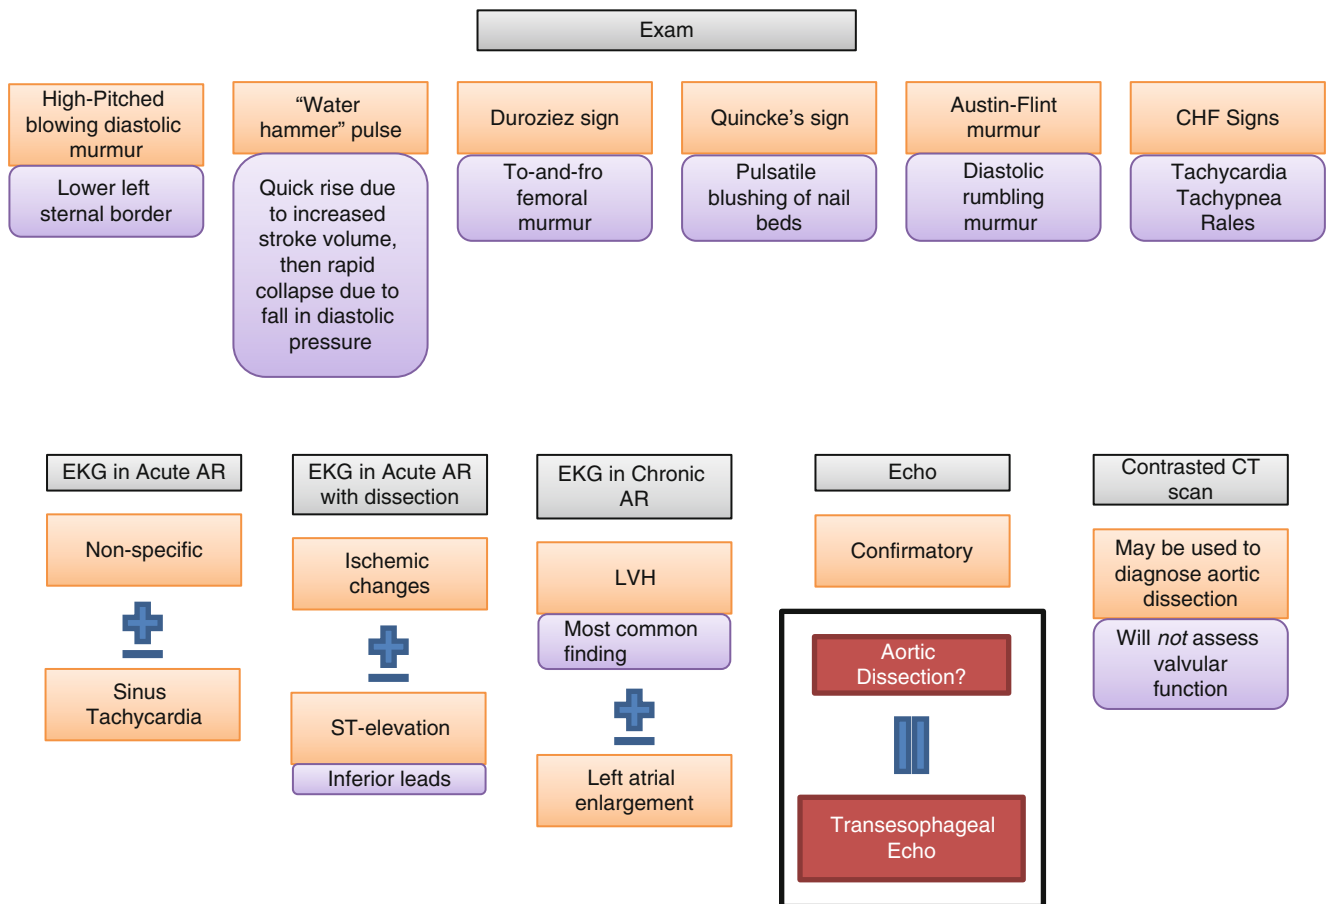 Exam
High-Pitched
blowing diastolic
murmur
Lower left
sternal border
“Water
hammer” pulse
Quick rise due
to increased
stroke volume,
then rapid
collapse due to
fall in diastolic
pressure
Duroziez sign
To-and-fro
femoral
murmur
Quincke’s sign
Pulsatile
blushing of nail
beds
Austin-Flint
murmur
Diastolic
rumbling
murmur
CHF Signs
Tachycardia
Tachypnea
Rales
EKG in Acute AR
Non-specific
Sinus
Tachycardia
EKG in Acute AR
with dissection
Ischemic
changes
ST-elevation
Inferior leads
EKG in Chronic
AR
LVH
Most common
finding
Left atrial
enlargement
Echo
Confirmatory
Aortic
Dissection?
Transesophageal
Echo
Contrasted CT
scan
May be used to
diagnose aortic
dissection
Will not assess
valvular
function